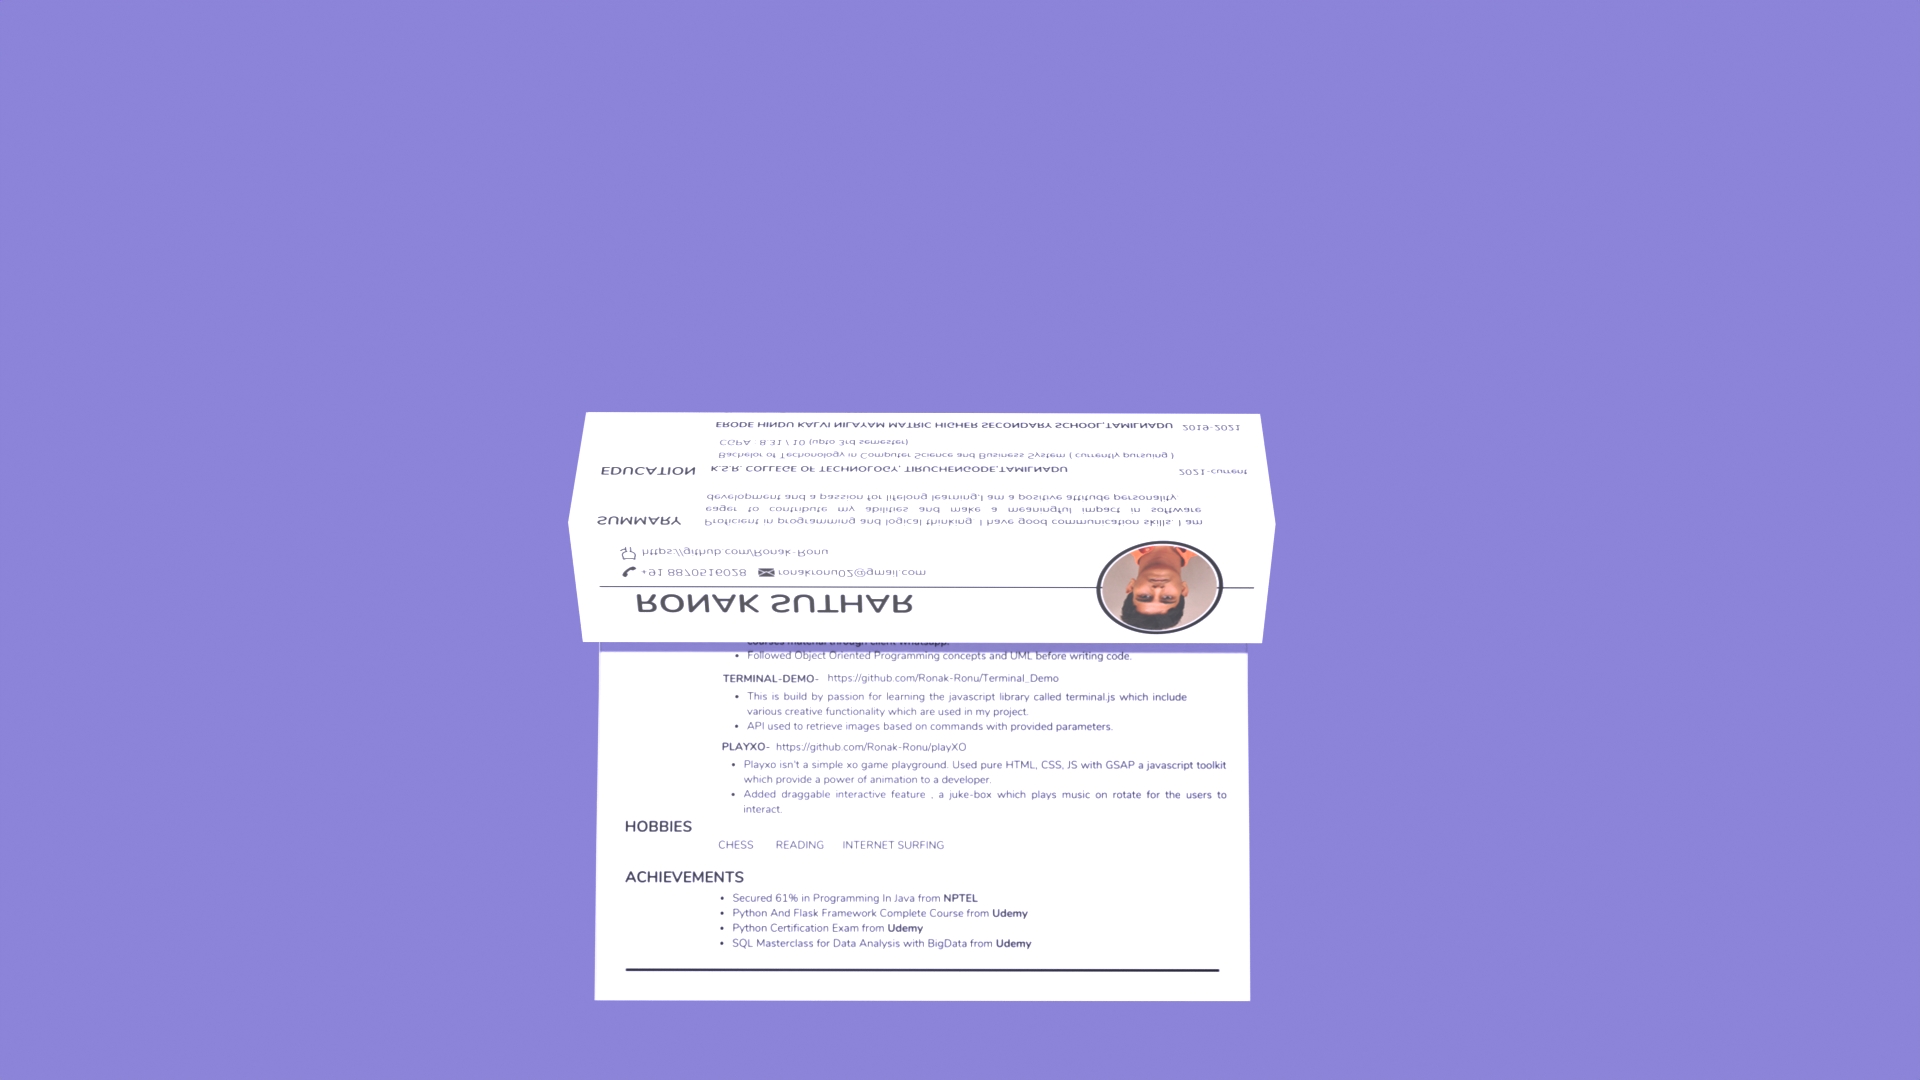 ERODE HINDU KALVI NILAYAM MATRIC HIGHER SECONDARY SCHOOL,TAMILNADU 2019-2021
CGPA : 8.31 / 10 (upto 3rd semester)
Bachelor of Techonology in Computer Science and Business System ( currently pursuing )
EDUCATION K.S.R. COLLEGE OF TECHNOLOGY, TIRUCHENGODE,TAMILNADU 2021-current
development and a passion for lifelong learning.I am a positive attitude personality
eager to contribute my abilities and make a meaningful impact in software
SUMMARY Proficient in programming and logical thinking. I have good communication skills. I am
https://github.com/Ronak-Ronu
+91 8870516028 ronakronu02@gmail.com
RONAK SUTHAR
courses material through client whatsapp.
• Followed Object Oriented Programming concepts and UML before writing code.
TERMINAL-DEMO- https://github.com/Ronak-Ronu/Terminal_Demo
• This is build by passion for learning the javascript library called terminal.js which include
various creative functionality which are used in my project.
• API used to retrieve images based on commands with provided parameters.
PLAYXO- https://github.com/Ronak-Ronu/playXO
• Playxo isn't a simple xo game playground. Used pure HTML, CSS, JS with GSAP a javascript toolkit
which provide a power of animation to a developer.
• Added draggable interactive feature , a juke-box which plays music on rotate for the users to
interact.
HOBBIES
CHESS READING INTERNET SURFING
ACHIEVEMENTS
• Secured 61% in Programming In Java from NPTEL
• Python And Flask Framework Complete Course from Udemy
• Python Certification Exam from Udemy
• SQL Masterclass for Data Analysis with BigData from Udemy